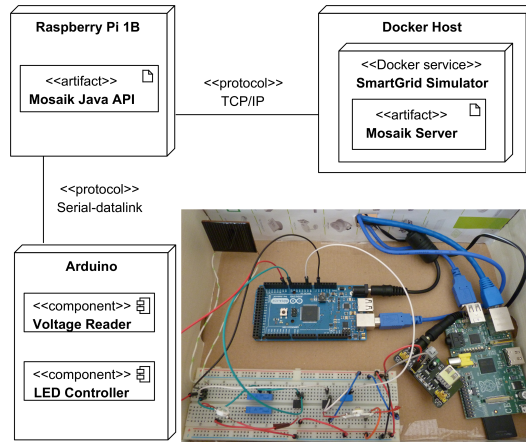 Raspberry Pi 1B
<<artifact>>
Mosaik Java API
<<protocol>>
TCP/IP
Docker Host
<<Docker service>>
SmartGrid Simulator
<<artifact>>
Mosaik Server
<<protocol>>
Serial-datalink
Arduino
<<component>>
Voltage Reader
<<component>>
LED Controller